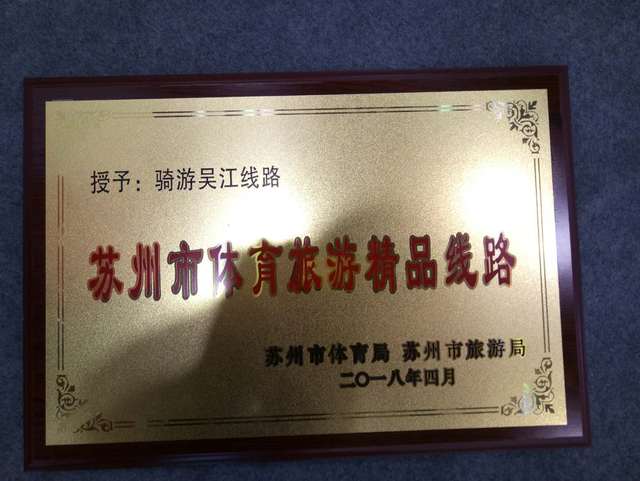 授予：骑游吴江线路
苏州市体育旅游精品线路
苏州市体育局 苏州市旅游局
二〇一八年四月